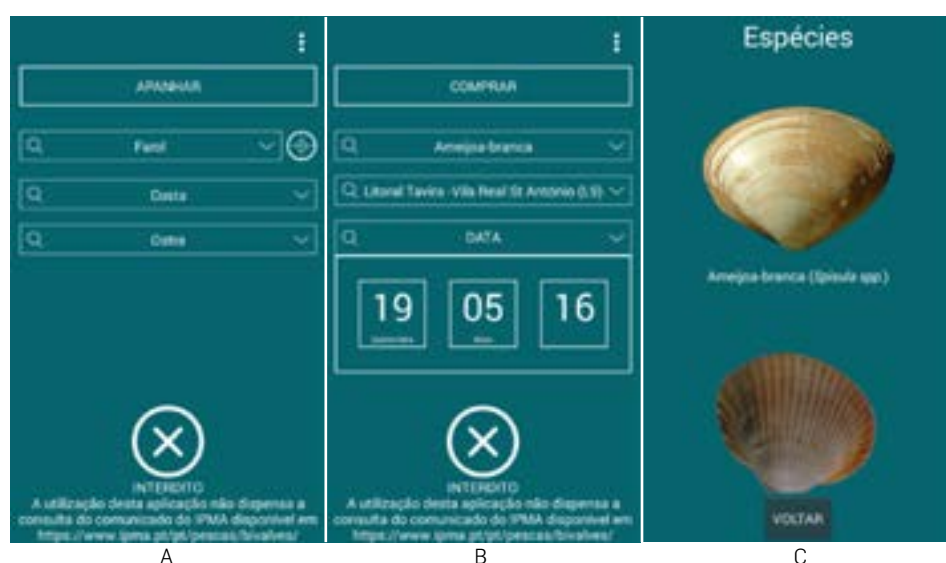 APANHAR
Farol
Ostra
INTERDITO
A utilização desta aplicação não dispensa a
consulta do comunicado do IPMA disponível em
https://www.ipma.pt/pt/pescas/bivalves/
A
COMPRAR
Ameijoa-branca
Litoral Tavira - Vila Real St António (L9)
DATA
19
05
16
INTERDITO
A utilização desta aplicação não dispensa a
consulta do comunicado do IPMA disponível em
https://www.ipma.pt/pt/pescas/bivalves/
B
Espécies
Ameijoa-branca (Spisula spp.)
VOLTAR
C